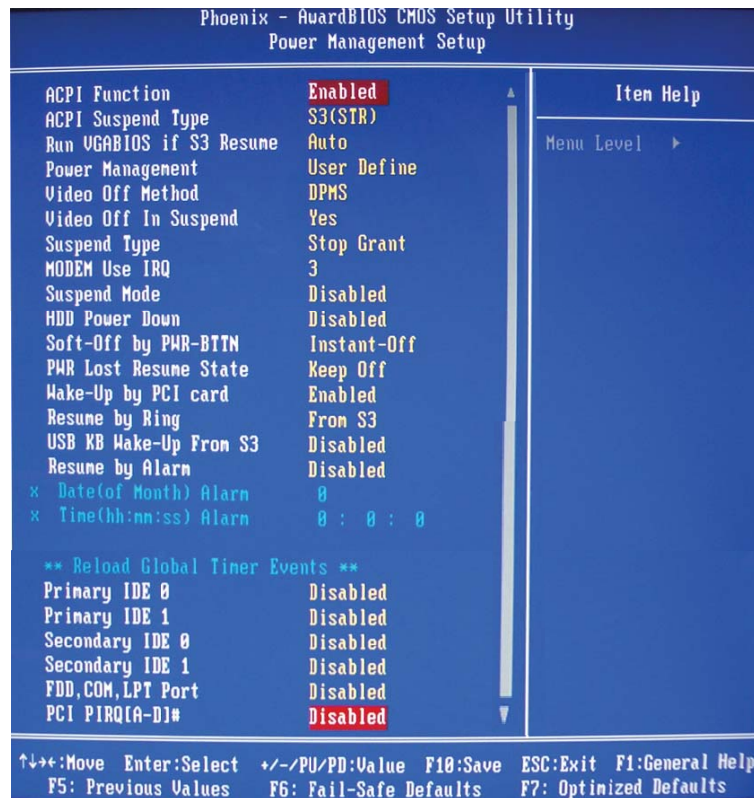 Phoenix - AwardBIOS CMOS Setup Utility
Power Management Setup
ACPI Function Enabled
ACPI Suspend Type S3(STR)
Run VGABIOS if S3 Resume Auto
Power Management User Define
Video Off Method DPMS
Video Off In Suspend Yes
Suspend Type Stop Grant
MODEM Use IRQ 3
Suspend Mode Disabled
HDD Power Down Disabled
Soft-Off by PWR-BTTN Instant-Off
PWR Lost Resume State Keep Off
Wake-Up by PCI card Enabled
Resume by Ring From S3
USB KB Wake-Up From S3 Disabled
Resume by Alarm Disabled
x Date(of Month) Alarm 0
x Time(hh:mm:ss) Alarm 0 : 0 : 0
** Reload Global Timer Events **
Primary IDE 0 Disabled
Primary IDE 1 Disabled
Secondary IDE 0 Disabled
Secondary IDE 1 Disabled
FDD,COM,LPT Port Disabled
PCI PIRQ[A-D]# Disabled
Item Help
Menu Level ▶
↑↓→←:Move Enter:Select +/-/PU/PD:Value F10:Save ESC:Exit F1:General Help
F5: Previous Values F6: Fail-Safe Defaults F7: Optimized Defaults